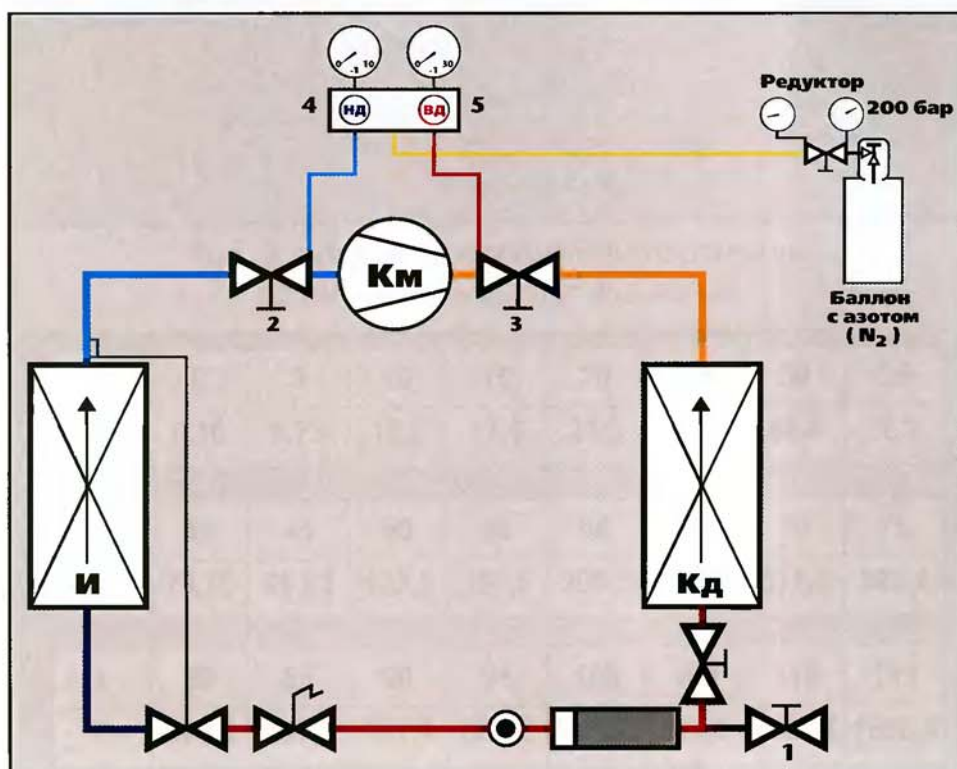 0 -1 10
0 -1 30
4 НД ВД 5
Редуктор
200 бар
Км
2
3
Баллон
с азотом
( N₂ )
И
Кд
1